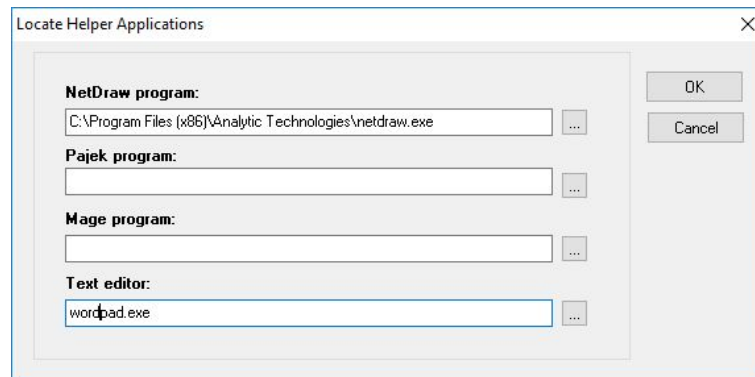 Locate Helper Applications
NetDraw program:
C:\Program Files (x86)\Analytic Technologies\netdraw.exe
...
OK
Cancel
Pajek program:
...
Mage program:
...
Text editor:
wordpad.exe
...